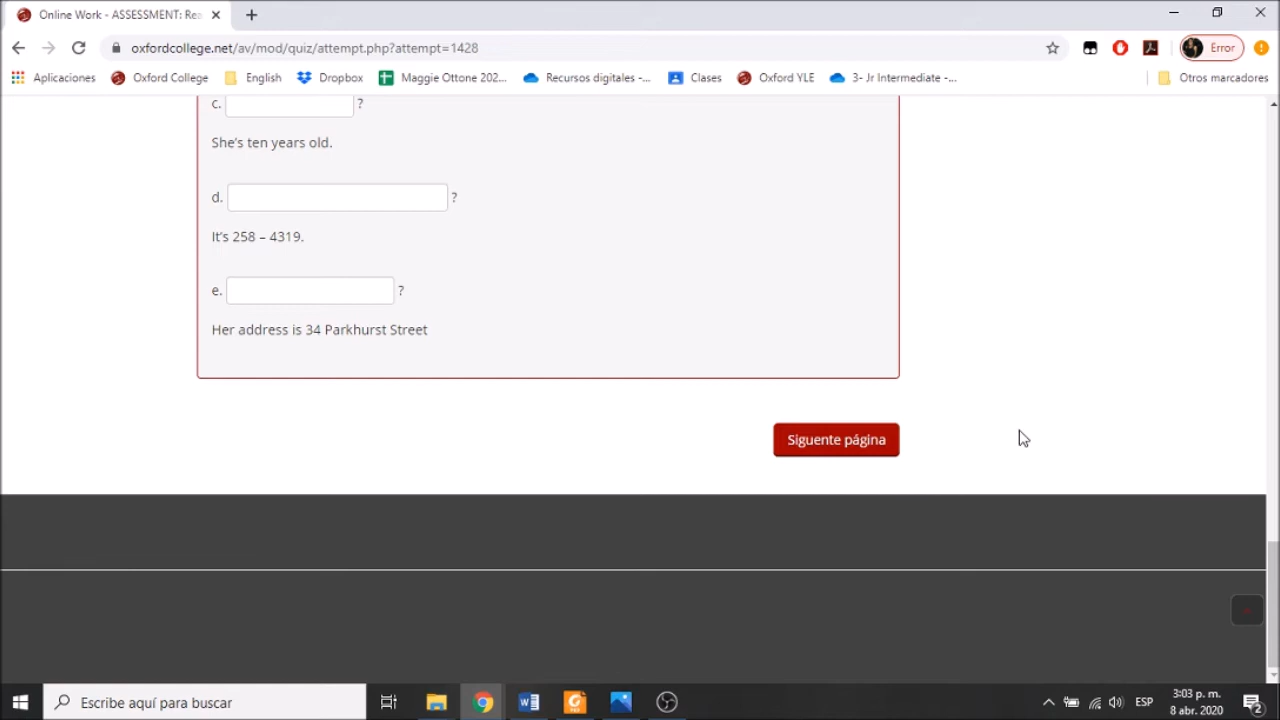 Online Work - ASSESSMENT: Rea
oxfordcollege.net/av/mod/quiz/attempt.php?attempt=1428
Error
Aplicaciones Oxford College English Dropbox Maggie Ottone 202... Recursos digitales -... Clases Oxford YLE 3- Jr Intermediate -... Otros marcadores
c. ?
She's ten years old.
d. ?
It's 258 – 4319.
e. ?
Her address is 34 Parkhurst Street
Siguente página
Escribe aquí para buscar
ESP
3:03 p. m.
8 abr. 2020
2